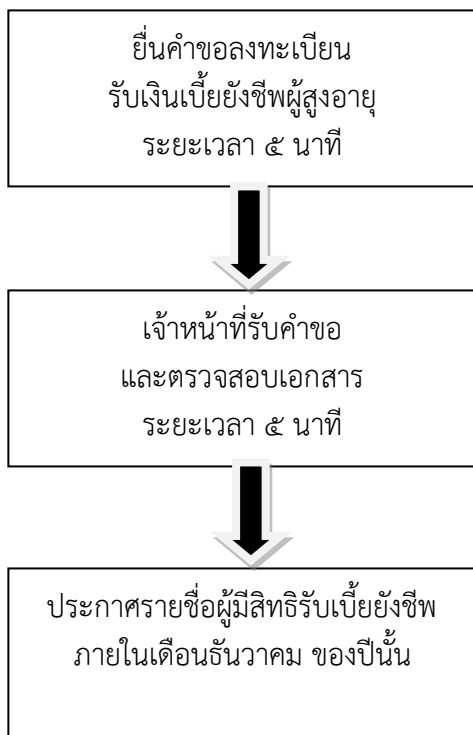 ยื่นคำขอลงทะเบียน
รับเงินเบี้ยยังชีพผู้สูงอายุ
ระยะเวลา ๕ นาที
เจ้าหน้าที่รับคำขอ
และตรวจสอบเอกสาร
ระยะเวลา ๕ นาที
ประกาศรายชื่อผู้มีสิทธิรับเบี้ยยังชีพ
ภายในเดือนธันวาคม ของปีนั้น